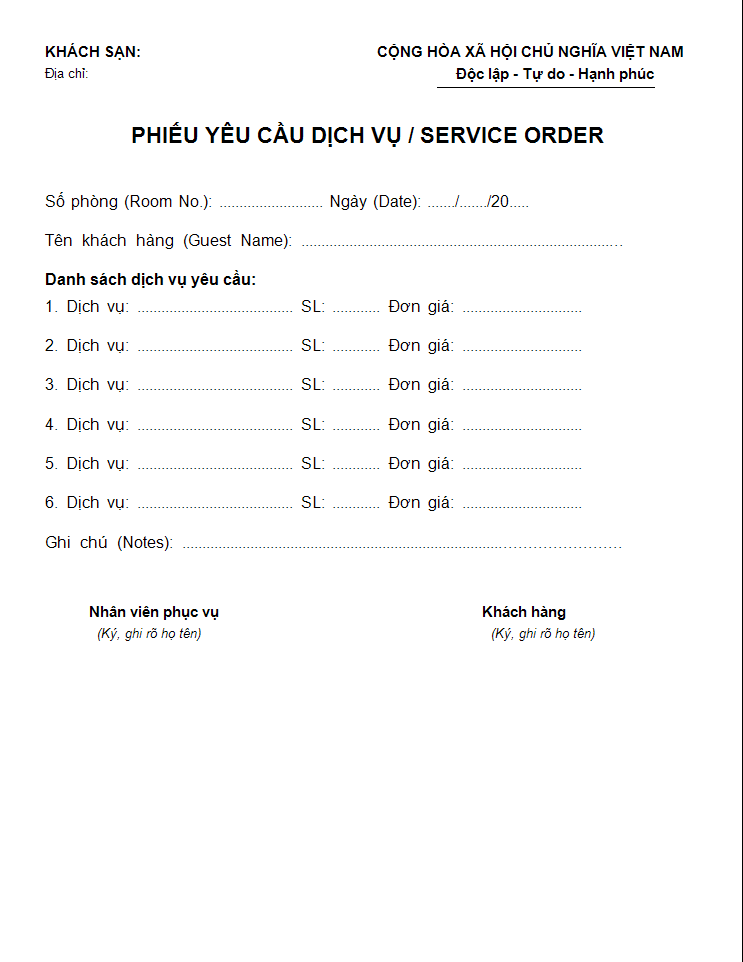 KHÁCH SẠN:
CỘNG HÒA XÃ HỘI CHỦ NGHĨA VIỆT NAM
Địa chỉ:
Độc lập - Tự do - Hạnh phúc
PHIẾU YÊU CẦU DỊCH VỤ / SERVICE ORDER
Số phòng (Room No.): .......................... Ngày (Date): ......./......./20.....
Tên khách hàng (Guest Name): ................................................................................
Danh sách dịch vụ yêu cầu:
1. Dịch vụ: ....................................... SL: ............ Đơn giá: ..............................
2. Dịch vụ: ....................................... SL: ............ Đơn giá: ..............................
3. Dịch vụ: ....................................... SL: ............ Đơn giá: ..............................
4. Dịch vụ: ....................................... SL: ............ Đơn giá: ..............................
5. Dịch vụ: ....................................... SL: ............ Đơn giá: ..............................
6. Dịch vụ: ....................................... SL: ............ Đơn giá: ..............................
Ghi chú (Notes): ................................................................................……………………
Nhân viên phục vụ
Khách hàng
(Ký, ghi rõ họ tên)
(Ký, ghi rõ họ tên)